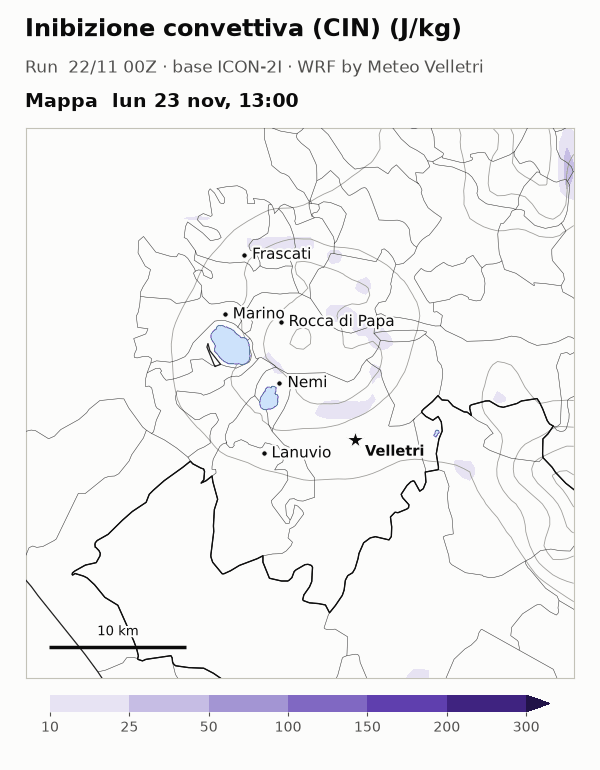 Inibizione convettiva (CIN) (J/kg)
Run 22/11 00Z · base ICON-2I · WRF by Meteo Velletri
Mappa lun 23 nov, 13:00
Frascati
Marino
Rocca di Papa
Nemi
Velletri
Lanuvio
10 km
10 25 50 100 150 200 300